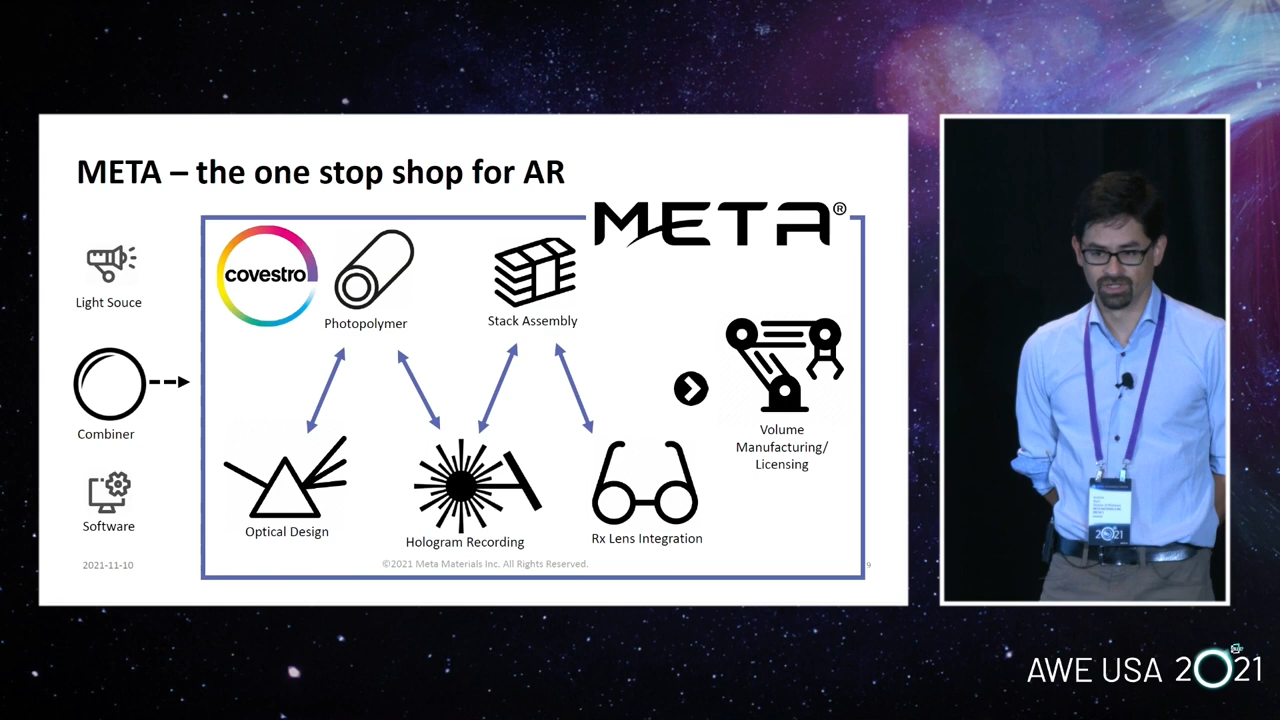 META – the one stop shop for AR
META®
covestro
Light Souce
Photopolymer
Stack Assembly
Combiner
Volume
Manufacturing/
Licensing
Software
Optical Design
Hologram Recording
Rx Lens Integration
2021-11-10
©2021 Meta Materials Inc. All Rights Reserved.
9
2021
AWE USA 2021